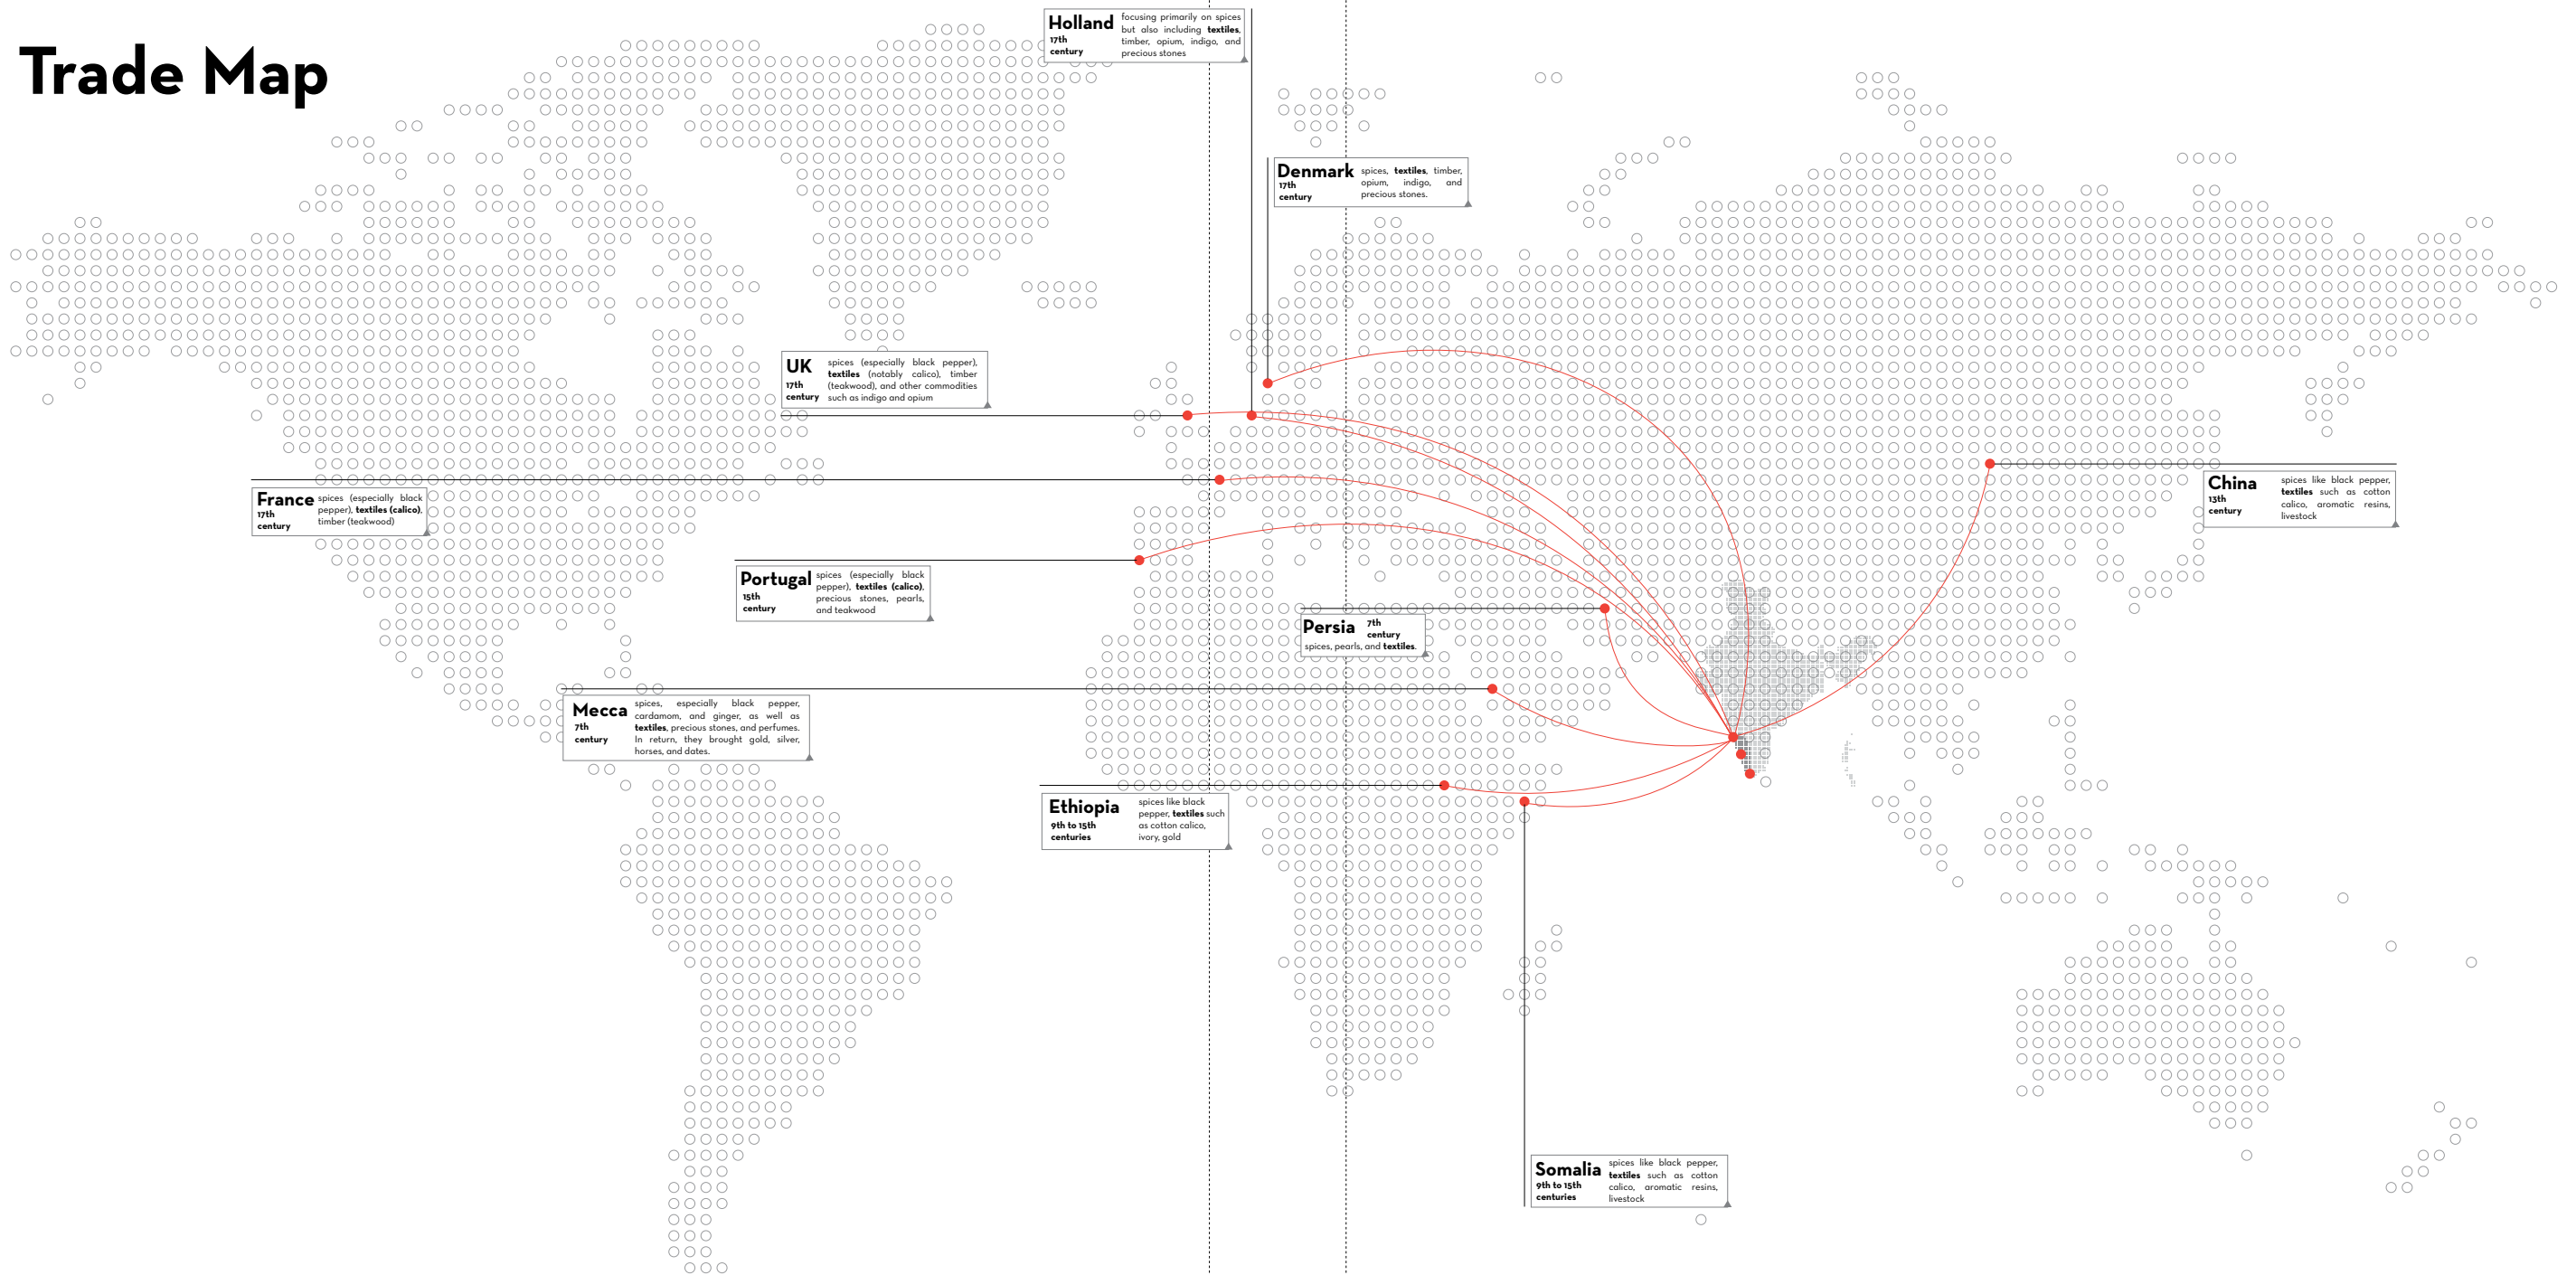 Trade Map
Holland
17th
century
focusing primarily on spices
but also including textiles,
timber, opium, indigo, and
precious stones
Denmark
17th
century
spices, textiles, timber,
opium, indigo, and
precious stones.
UK
17th
century
spices (especially black pepper),
textiles (notably calico), timber
(teakwood), and other commodities
such as indigo and opium
France
17th
century
spices (especially black
pepper), textiles (calico),
timber (teakwood)
China
13th
century
spices like black pepper,
textiles such as cotton
calico, aromatic resins,
livestock
Portugal
15th
century
spices (especially black
pepper), textiles (calico),
precious stones, pearls,
and teakwood
Persia
7th
century
spices, pearls, and textiles.
Mecca
7th
century
spices, especially black pepper,
cardamom, and ginger, as well as
textiles, precious stones, and perfumes.
In return, they brought gold, silver,
horses, and dates.
Ethiopia
9th to 15th
centuries
spices like black
pepper, textiles such
as cotton calico,
ivory, gold
Somalia
9th to 15th
centuries
spices like black pepper,
textiles such as cotton
calico, aromatic resins,
livestock